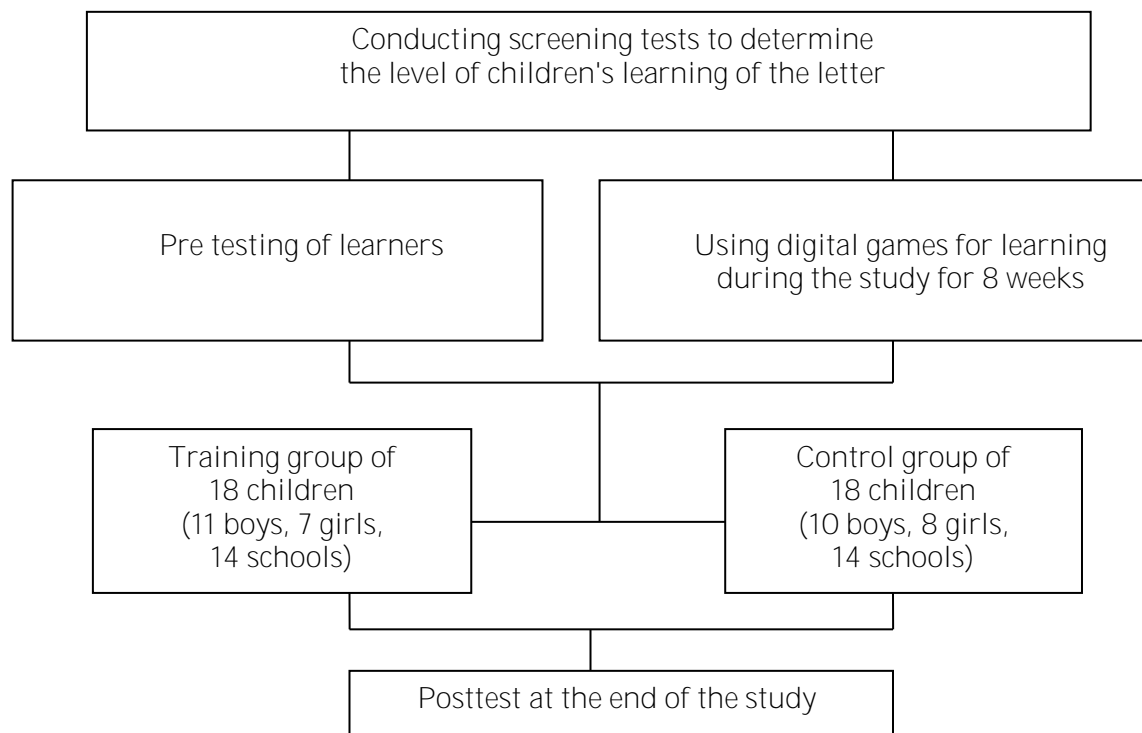 Conducting screening tests to determine
the level of children's learning of the letter
Pre testing of learners
Using digital games for learning
during the study for 8 weeks
Training group of
18 children
(11 boys, 7 girls,
14 schools)
Control group of
18 children
(10 boys, 8 girls,
14 schools)
Posttest at the end of the study